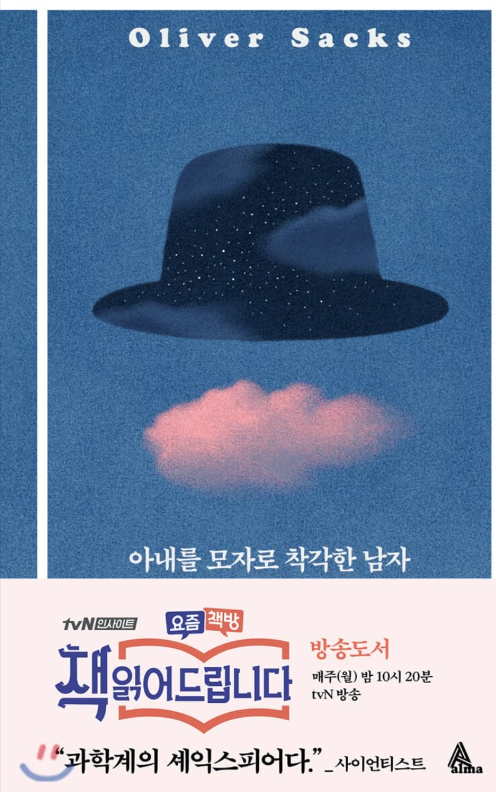 Oliver Sacks
아내를 모자로 착각한 남자
tvN인사이트
요즘 책방
책 읽어드립니다
방송도서
매주(월) 밤 10시 20분
tvN 방송
“과학계의 셰익스피어다.”_사이언티스트
alma